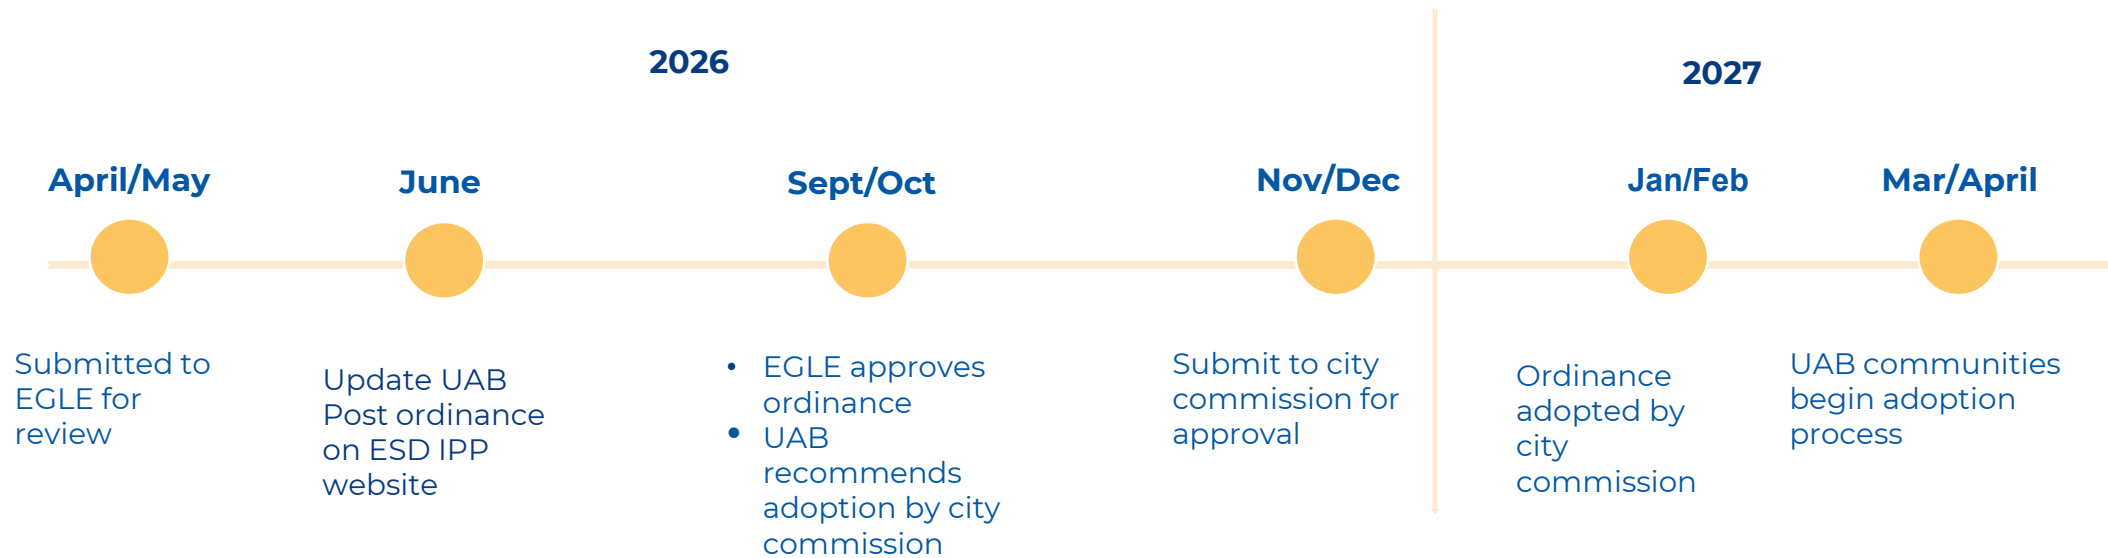 2026
2027
April/May
June
Sept/Oct
Nov/Dec
Jan/Feb
Mar/April
Submitted to
EGLE for
review
Update UAB
Post ordinance
on ESD IPP
website
• EGLE approves
ordinance
• UAB
recommends
adoption by city
commission
Submit to city
commission for
approval
Ordinance
adopted by
city
commission
UAB communities
begin adoption
process